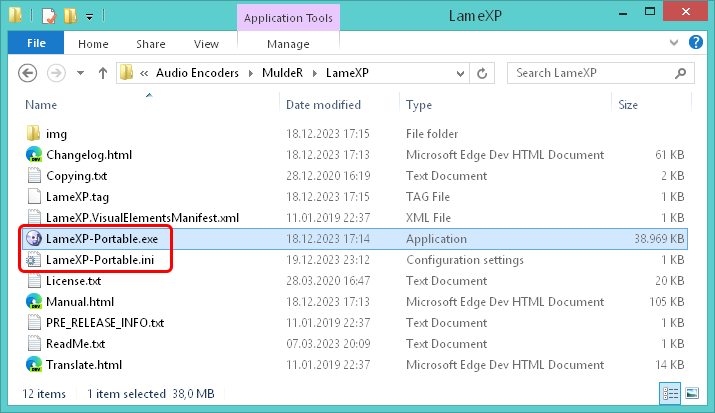 Application Tools
LameXP
File
Home
Share
View
Manage
« Audio Encoders ▸ MuldeR ▸ LameXP
Search LameXP
Name
Date modified
Type
Size
img 18.12.2023 17:15 File folder
Changelog.html 18.12.2023 17:13 Microsoft Edge Dev HTML Document 61 KB
Copying.txt 28.12.2020 16:19 Text Document 2 KB
LameXP.tag 18.12.2023 17:15 TAG File 1 KB
LameXP.VisualElementsManifest.xml 11.01.2019 22:37 XML File 1 KB
LameXP-Portable.exe 18.12.2023 17:14 Application 38.969 KB
LameXP-Portable.ini 19.12.2023 23:12 Configuration settings 1 KB
License.txt 28.03.2020 16:47 Text Document 20 KB
Manual.html 18.12.2023 17:13 Microsoft Edge Dev HTML Document 105 KB
PRE_RELEASE_INFO.txt 11.01.2019 22:37 Text Document 1 KB
ReadMe.txt 07.03.2023 20:09 Text Document 1 KB
Translate.html 11.01.2019 22:37 Microsoft Edge Dev HTML Document 14 KB
12 items 1 item selected 38,0 MB